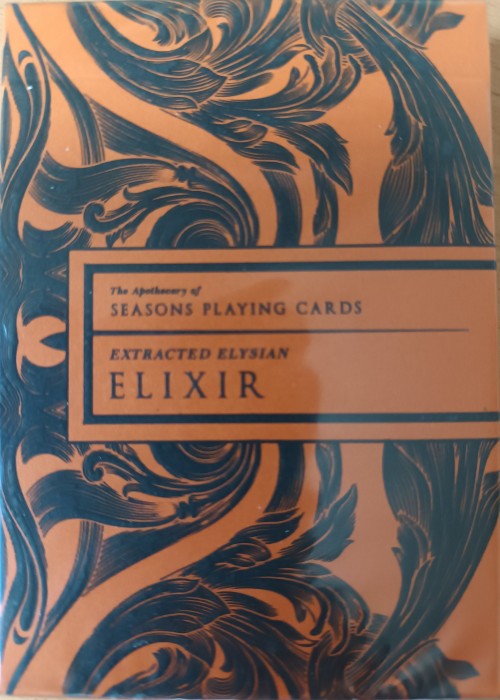 The Apothecary of
SEASONS PLAYING CARDS
EXTRACTED ELYSIAN
ELIXIR